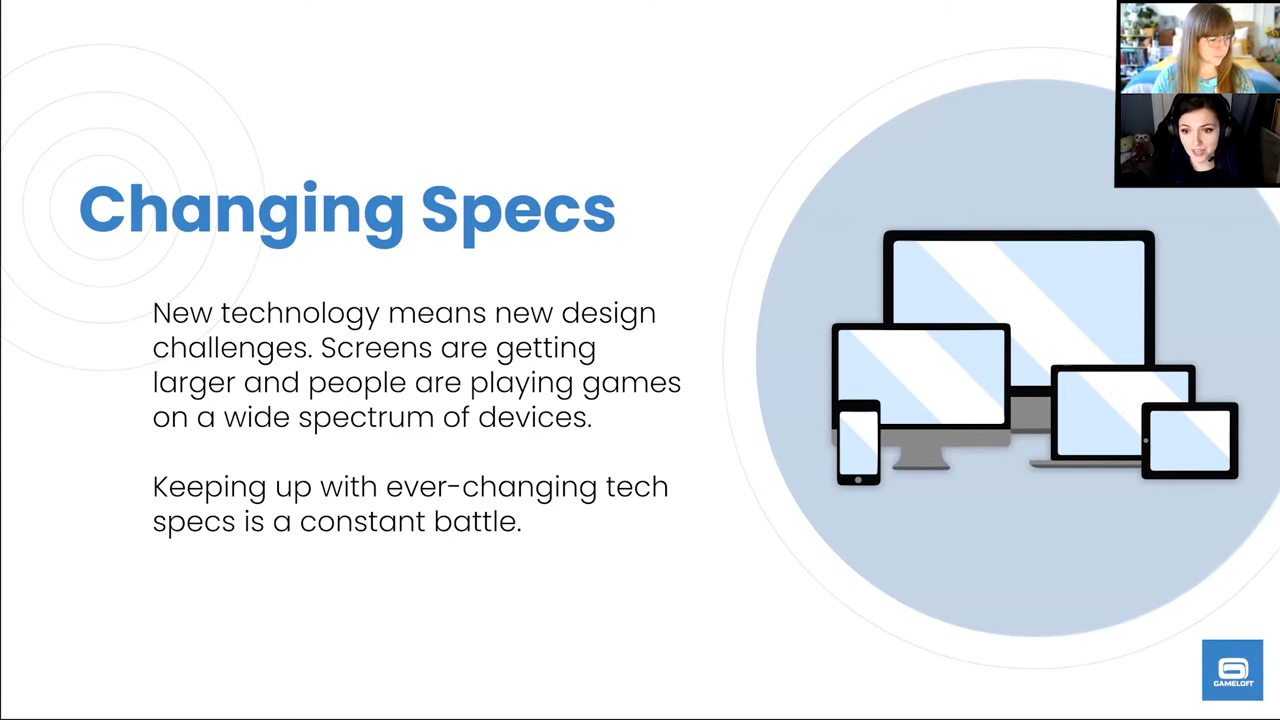 Changing Specs
New technology means new design
challenges. Screens are getting
larger and people are playing games
on a wide spectrum of devices.
Keeping up with ever-changing tech
specs is a constant battle.
GAMELOFT